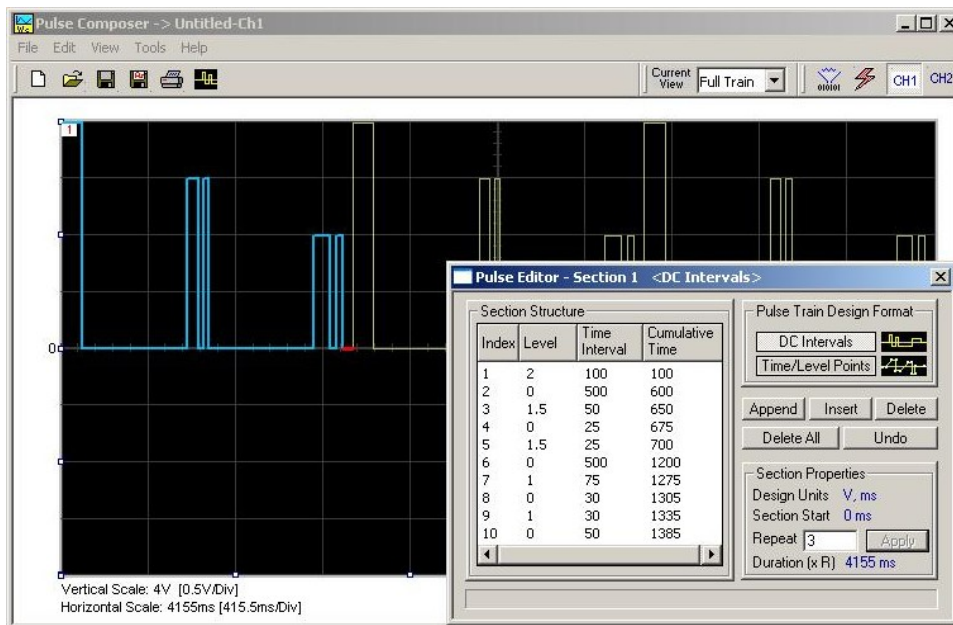 Pulse Composer -> Untitled-Ch1
File Edit View Tools Help
Current View Full Train
010101
CH1 CH2
1
0
Pulse Editor - Section 1 <DC Intervals>
Section Structure
Index Level Time Interval Cumulative Time
1 2 100 100
2 0 500 600
3 1.5 50 650
4 0 25 675
5 1.5 25 700
6 0 500 1200
7 1 75 1275
8 0 30 1305
9 1 30 1335
10 0 50 1385
Pulse Train Design Format
DC Intervals
Time/Level Points
Append Insert Delete
Delete All Undo
Section Properties
Design Units V, ms
Section Start 0 ms
Repeat 3 Apply
Duration (x R) 4155 ms
Vertical Scale: 4V [0.5V/Div]
Horizontal Scale: 4155ms [415.5ms/Div]